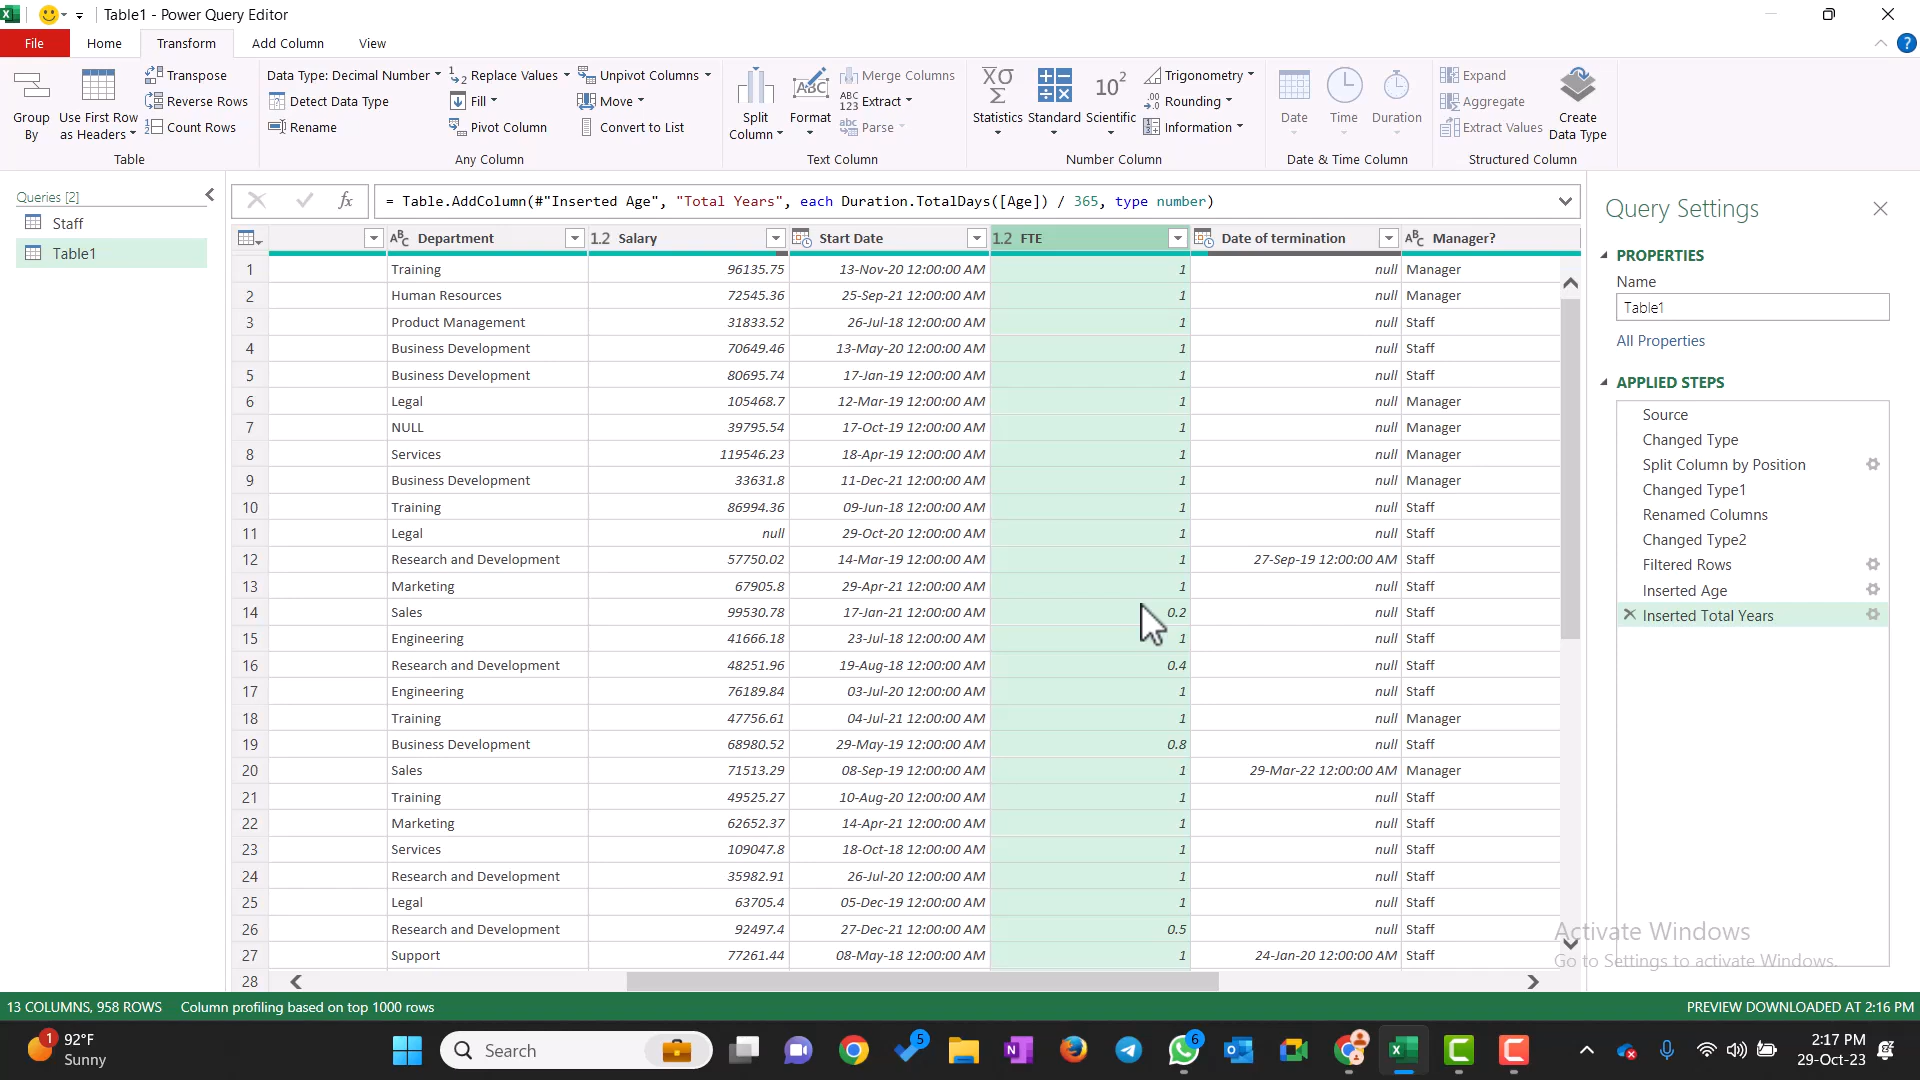 Table1 - Power Query Editor
File Home Transform Add Column View
Group By
Use First Row as Headers
Transpose
Reverse Rows
Count Rows
Table
Data Type: Decimal Number
Detect Data Type
Rename
Replace Values
Fill
Pivot Column
Unpivot Columns
Move
Convert to List
Any Column
Split Column
Format
ABC
Merge Columns
Extract
Parse
Text Column
Statistics
Standard
Scientific
Trigonometry
Rounding
Information
Number Column
Date
Time
Duration
Date & Time Column
Expand
Aggregate
Extract Values
Create Data Type
Structured Column
Queries [2]
Staff
Table1
fx = Table.AddColumn(#"Inserted Age", "Total Years", each Duration.TotalDays([Age]) / 365, type number)
Department 1.2 Salary Start Date 1.2 FTE Date of termination Manager?
1 Training 96135.75 13-Nov-20 12:00:00 AM 1 null Manager
2 Human Resources 72545.36 25-Sep-21 12:00:00 AM 1 null Manager
3 Product Management 31833.52 26-Jul-18 12:00:00 AM 1 null Staff
4 Business Development 70649.46 13-May-20 12:00:00 AM 1 null Staff
5 Business Development 80695.74 17-Jan-19 12:00:00 AM 1 null Staff
6 Legal 105468.7 12-Mar-19 12:00:00 AM 1 null Manager
7 NULL 39795.54 17-Oct-19 12:00:00 AM 1 null Manager
8 Services 119546.23 18-Apr-19 12:00:00 AM 1 null Manager
9 Business Development 33631.8 11-Dec-21 12:00:00 AM 1 null Manager
10 Training 86994.36 09-Jun-18 12:00:00 AM 1 null Staff
11 Legal null 29-Oct-20 12:00:00 AM 1 null Staff
12 Research and Development 57750.02 14-Mar-19 12:00:00 AM 1 27-Sep-19 12:00:00 AM Staff
13 Marketing 67905.8 29-Apr-21 12:00:00 AM 1 null Staff
14 Sales 99530.78 17-Jan-21 12:00:00 AM 0.2 null Staff
15 Engineering 41666.18 23-Jul-18 12:00:00 AM 1 null Staff
16 Research and Development 48251.96 19-Aug-18 12:00:00 AM 0.4 null Staff
17 Engineering 76189.84 03-Jul-20 12:00:00 AM 1 null Staff
18 Training 47756.61 04-Jul-21 12:00:00 AM 1 null Manager
19 Business Development 68980.52 29-May-19 12:00:00 AM 0.8 null Staff
20 Sales 71513.29 08-Sep-19 12:00:00 AM 1 29-Mar-22 12:00:00 AM Manager
21 Training 49525.27 10-Aug-20 12:00:00 AM 1 null Staff
22 Marketing 62652.37 14-Apr-21 12:00:00 AM 1 null Staff
23 Services 109047.8 18-Oct-18 12:00:00 AM 1 null Staff
24 Research and Development 35982.91 26-Jul-20 12:00:00 AM 1 null Staff
25 Legal 63705.4 05-Dec-19 12:00:00 AM 1 null Staff
26 Research and Development 92497.4 27-Dec-21 12:00:00 AM 0.5 null Staff
27 Support 77261.44 08-May-18 12:00:00 AM 1 24-Jan-20 12:00:00 AM Staff
28
Query Settings
PROPERTIES
Name
Table1
All Properties
APPLIED STEPS
Source
Changed Type
Split Column by Position
Changed Type1
Renamed Columns
Changed Type2
Filtered Rows
Inserted Age
Inserted Total Years
Activate Windows
Go to Settings to activate Windows.
13 COLUMNS, 958 ROWS Column profiling based on top 1000 rows PREVIEW DOWNLOADED AT 2:16 PM
1 92°F
Sunny
Search
5
6
2:17 PM
29-Oct-23